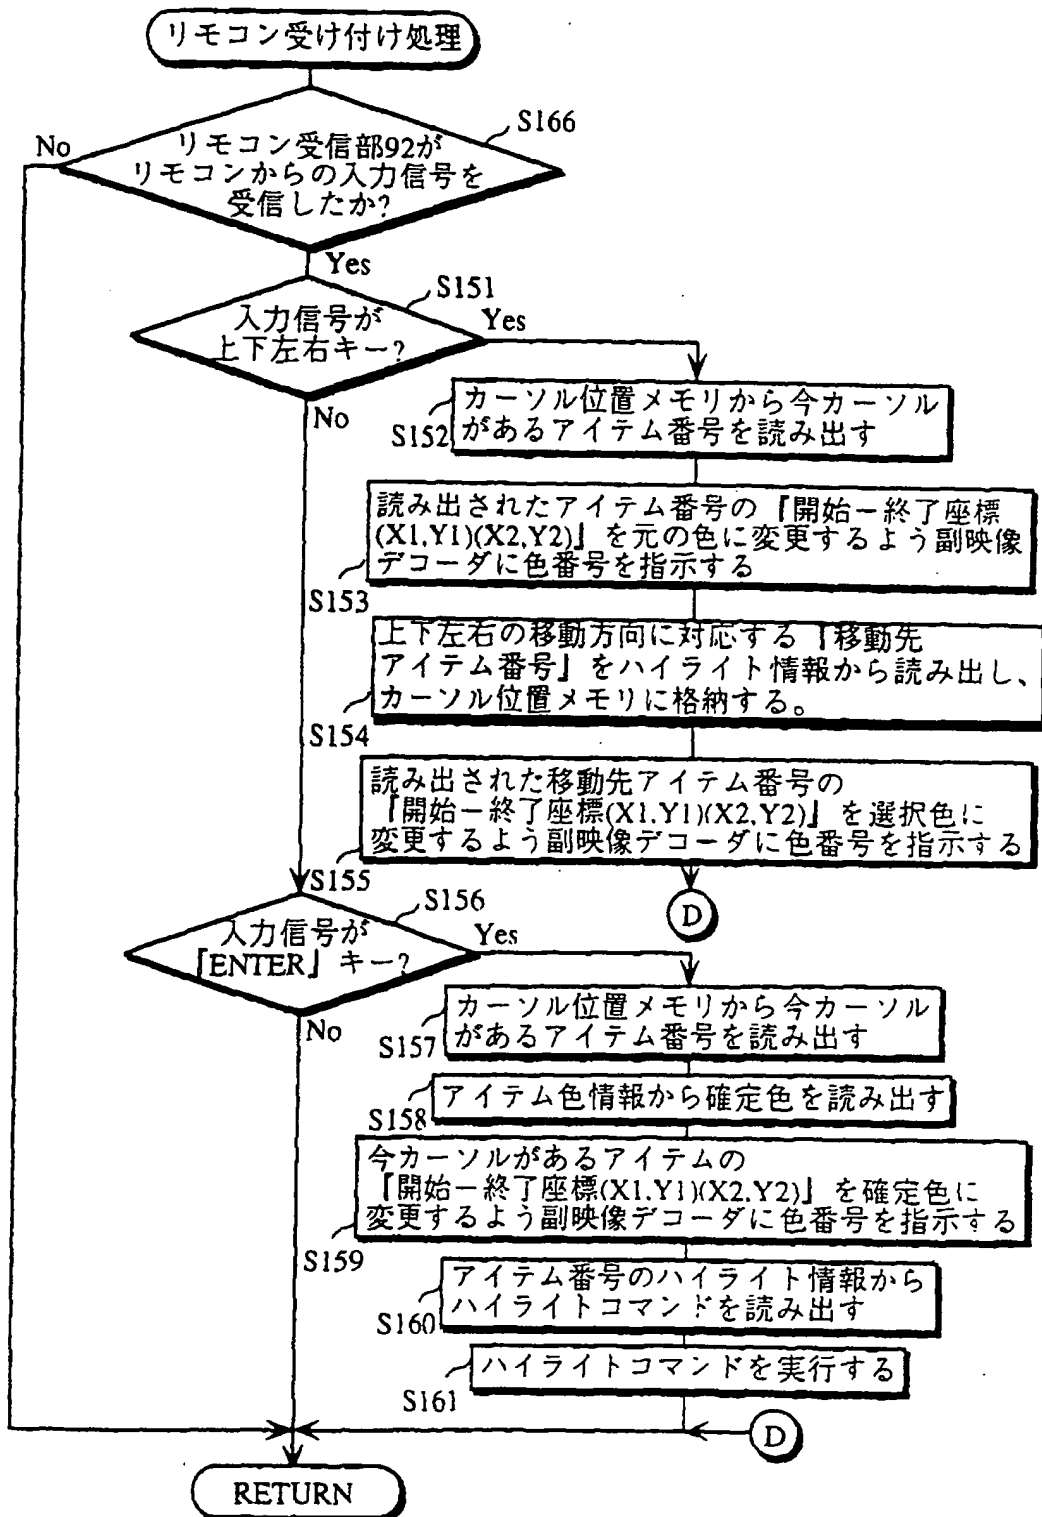 リモコン受け付け処理
S166
No
リモコン受信部92が
リモコンからの入力信号を
受信したか?
Yes
S151
入力信号が
上下左右キー?
Yes
No
カーソル位置メモリから今カーソル
があるアイテム番号を読み出す
S152
読み出されたアイテム番号の『開始ー終了座標
(X1,Y1)(X2,Y2)』を元の色に変更するよう副映像
デコーダに色番号を指示する
S153
上下左右の移動方向に対応する『移動先
アイテム番号』をハイライト情報から読み出し、
カーソル位置メモリに格納する。
S154
読み出された移動先アイテム番号の
『開始ー終了座標(X1,Y1)(X2,Y2)』を選択色に
変更するよう副映像デコーダに色番号を指示する
S155
D
S156
入力信号が
『ENTER』キー?
Yes
No
カーソル位置メモリから今カーソル
があるアイテム番号を読み出す
S157
アイテム色情報から確定色を読み出す
S158
今カーソルがあるアイテムの
『開始ー終了座標(X1,Y1)(X2,Y2)』を確定色に
変更するよう副映像デコーダに色番号を指示する
S159
アイテム番号のハイライト情報から
ハイライトコマンドを読み出す
S160
ハイライトコマンドを実行する
S161
D
RETURN